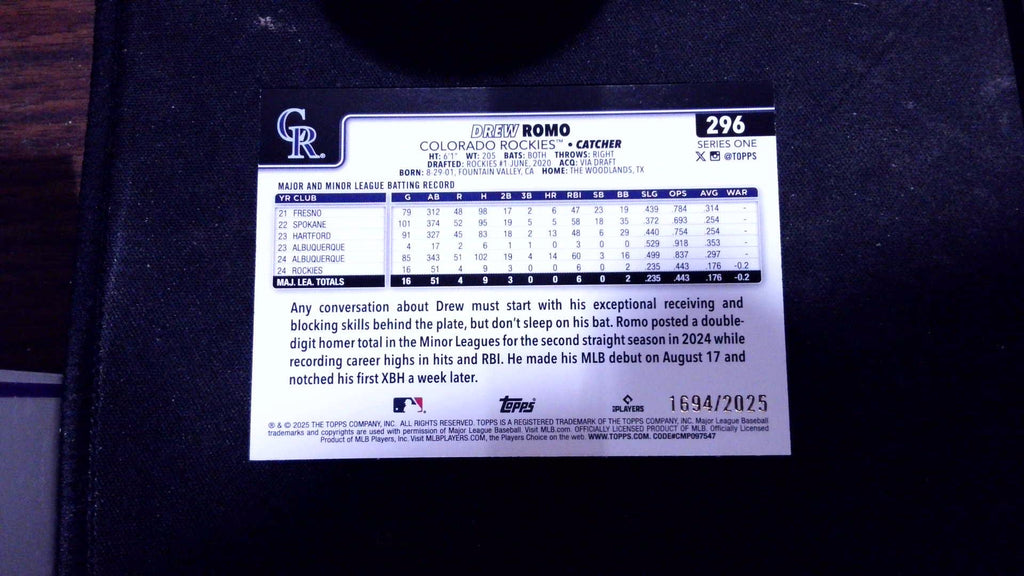 CR
DREW ROMO
296
COLORADO ROCKIES™ • CATCHER
SERIES ONE
HT: 6'1" WT: 205 BATS: BOTH THROWS: RIGHT
@TOPPS
DRAFTED: ROCKIES #1 JUNE, 2020 ACQ: VIA DRAFT
BORN: 8-29-01, FOUNTAIN VALLEY, CA HOME: THE WOODLANDS, TX
MAJOR AND MINOR LEAGUE BATTING RECORD
YR CLUB G AB R H 2B 3B HR RBI SB BB SLG OPS AVG WAR
21 FRESNO 79 312 48 98 17 2 6 47 23 19 .439 .784 .314 -
22 SPOKANE 101 374 52 95 19 5 5 58 18 35 .372 .693 .254 -
23 HARTFORD 91 327 45 83 18 2 13 48 6 29 .440 .754 .254 -
23 ALBUQUERQUE 4 17 2 6 1 1 0 3 0 0 .529 .918 .353 -
24 ALBUQUERQUE 85 343 51 102 19 4 14 60 3 16 .499 .837 .297 -
24 ROCKIES 16 51 4 9 3 0 0 6 0 2 .235 .443 .176 -0.2
MAJ. LEA. TOTALS 16 51 4 9 3 0 0 6 0 2 .235 .443 .176 -0.2
Any conversation about Drew must start with his exceptional receiving and
blocking skills behind the plate, but don't sleep on his bat. Romo posted a double-
digit homer total in the Minor Leagues for the second straight season in 2024 while
recording career highs in hits and RBI. He made his MLB debut on August 17 and
notched his first XBH a week later.
TOPPS
PLAYERS
1694/2025
® & © 2025 THE TOPPS COMPANY, INC. ALL RIGHTS RESERVED. TOPPS IS A REGISTERED TRADEMARK OF THE TOPPS COMPANY, INC. Major League Baseball
trademarks and copyrights are used with permission of Major League Baseball. Visit MLB.com. OFFICIALLY LICENSED PRODUCT OF MLB. Officially Licensed
Product of MLB Players, Inc. Visit MLBPLAYERS.COM, the Players Choice on the web. WWW.TOPPS.COM. CODE#CMP097547